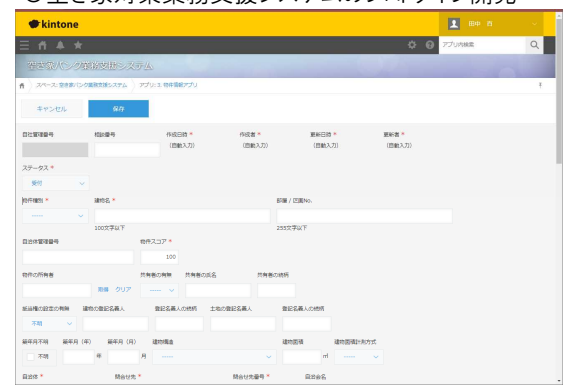 ○空き家対策業務支援システムのプロトタイプ開発
kintone
田中 百
アプリ内検索
空き家バンク業務支援システム
スペース: 空き家バンク業務支援システム アプリ: 3. 物件情報アプリ
キャンセル 保存
自社管理番号 相談番号 作成日時 * 作成者 * 更新日時 * 更新者 *
(自動入力) (自動入力) (自動入力) (自動入力)
ステータス *
受付
物件種別 * 建物名 * 部屋 / 区画No.
-----
100文字以下 255文字以下
自治体管理番号 物件スコア *
100
物件の所有者 共有者の有無 共有者の氏名 共有者の続柄
取得 クリア -----
抵当権の設定の有無 建物の登記名義人 登記名義人の続柄 土地の登記名義人 登記名義人の続柄
不明
築年月不明 築年月（年） 築年月（月） 建物構造 建物面積 建物面積計測方式
不明 年 月 ----- ㎡ -----
自治体 * 問合せ先 * 問合せ先番号 * 自治会名